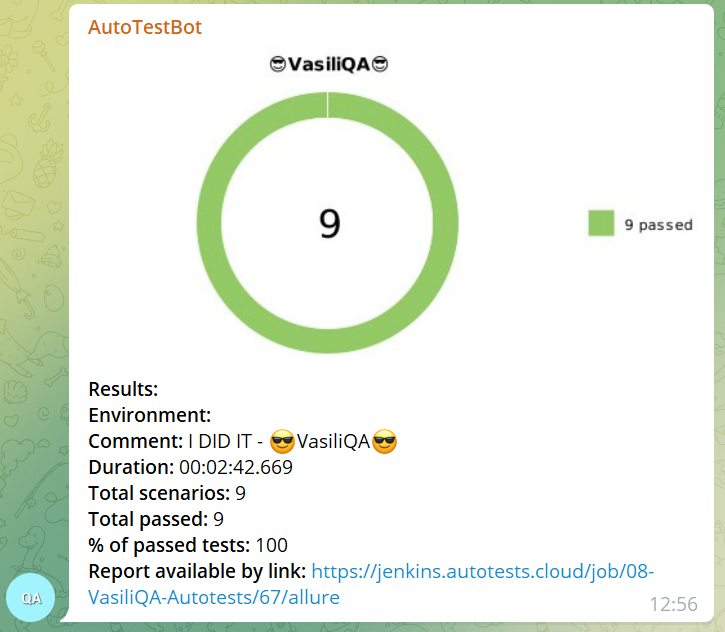 AutoTestBot
😎VasiliQA😎
9
9 passed
Results:
Environment:
Comment: I DID IT - 😎VasiliQA😎
Duration: 00:02:42.669
Total scenarios: 9
Total passed: 9
% of passed tests: 100
Report available by link: https://jenkins.autotests.cloud/job/08-
VasiliQA-Autotests/67/allure
QA
12:56